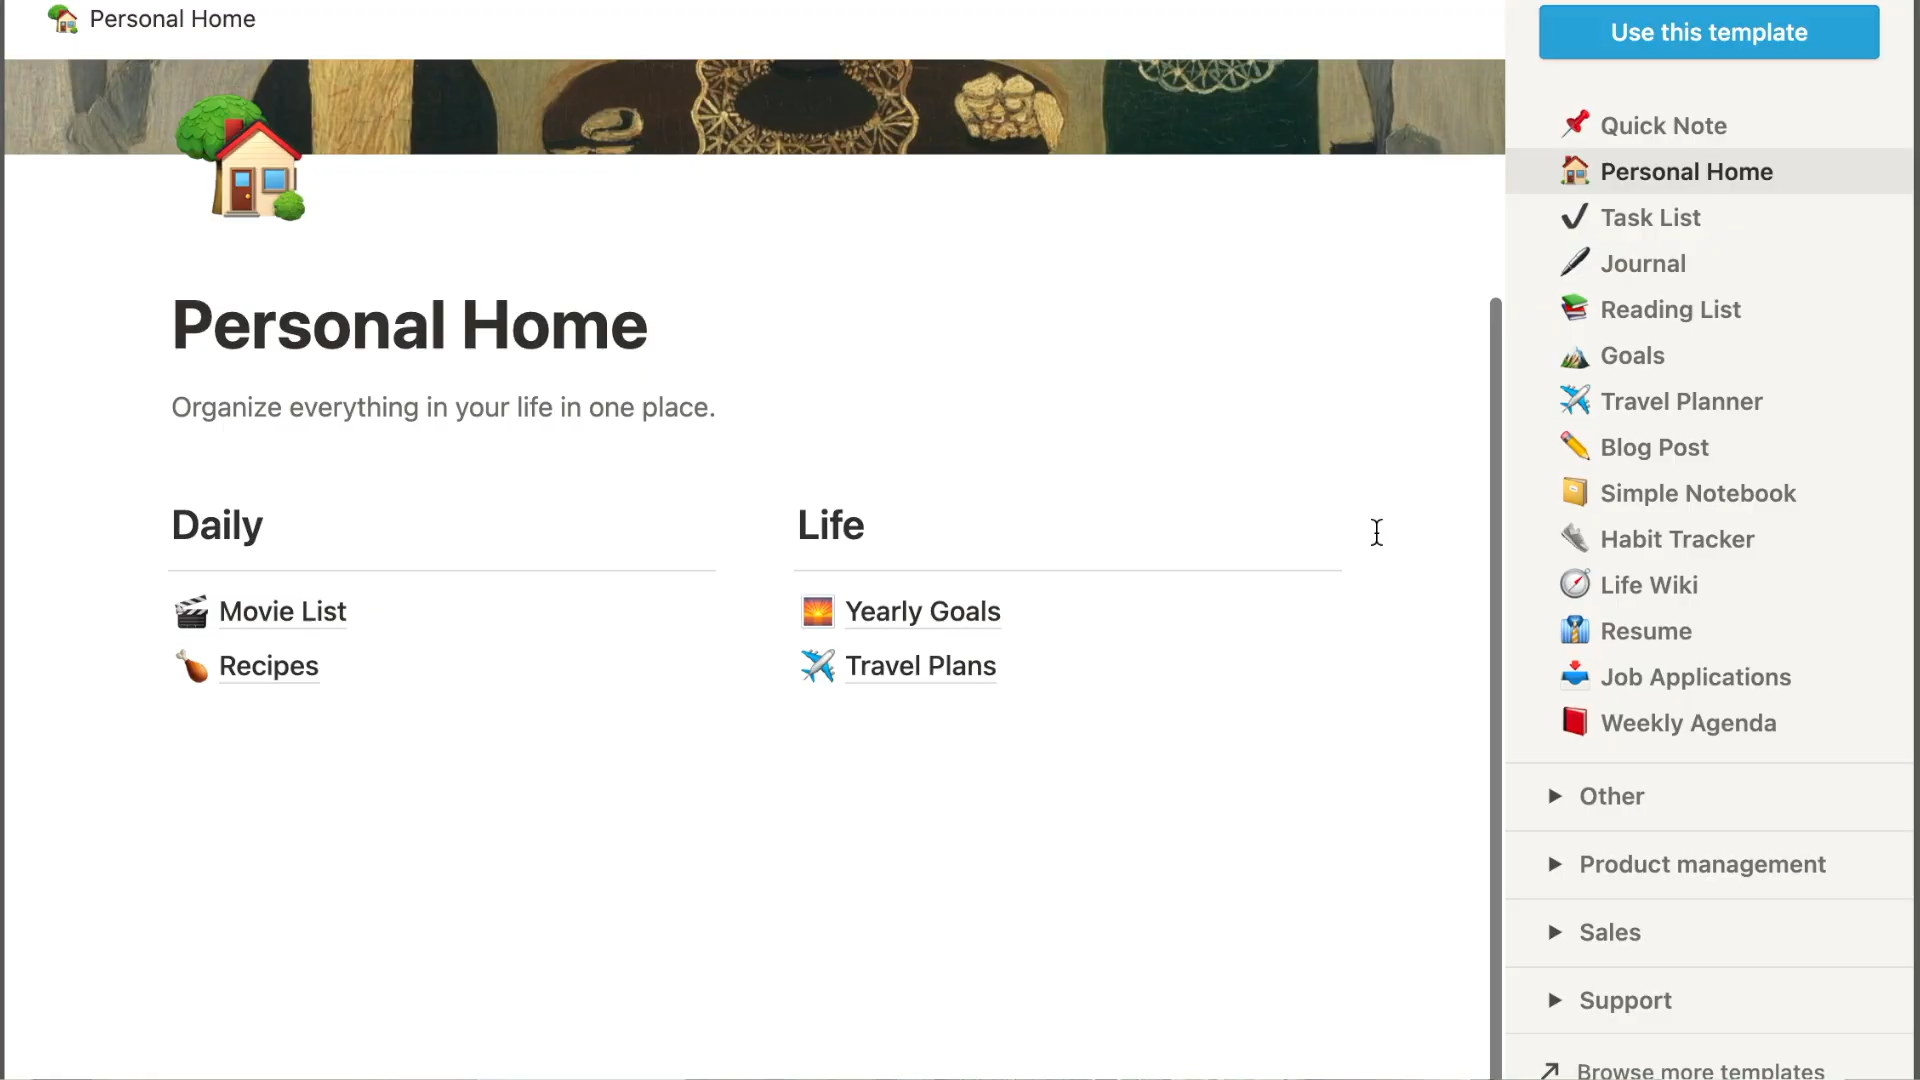 Personal Home
Personal Home
Organize everything in your life in one place.
Daily
Movie List
Recipes
Life
Yearly Goals
Travel Plans
Use this template
Quick Note
Personal Home
Task List
Journal
Reading List
Goals
Travel Planner
Blog Post
Simple Notebook
Habit Tracker
Life Wiki
Resume
Job Applications
Weekly Agenda
Other
Product management
Sales
Support
Browse more templates